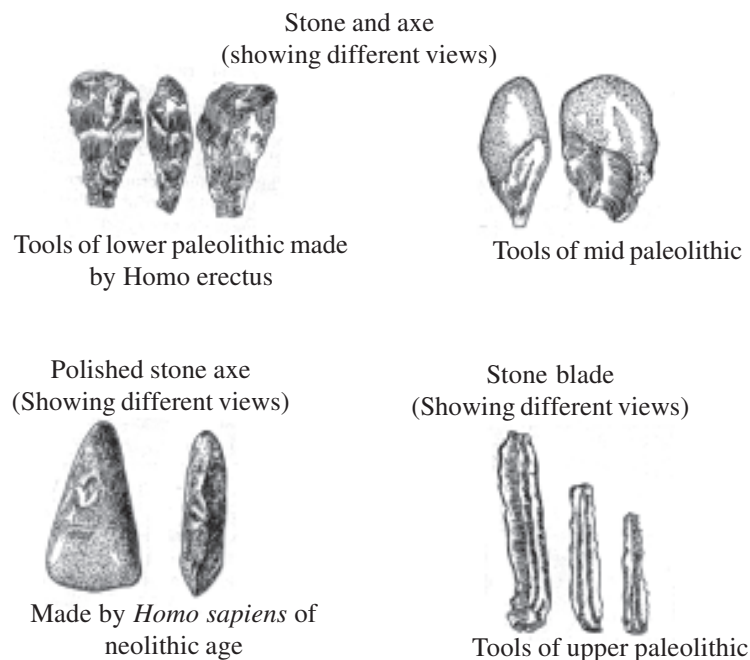 Stone and axe
(showing different views)
Tools of lower paleolithic made
by Homo erectus
Tools of mid paleolithic
Polished stone axe
(Showing different views)
Made by Homo sapiens of
neolithic age
Stone blade
(Showing different views)
Tools of upper paleolithic